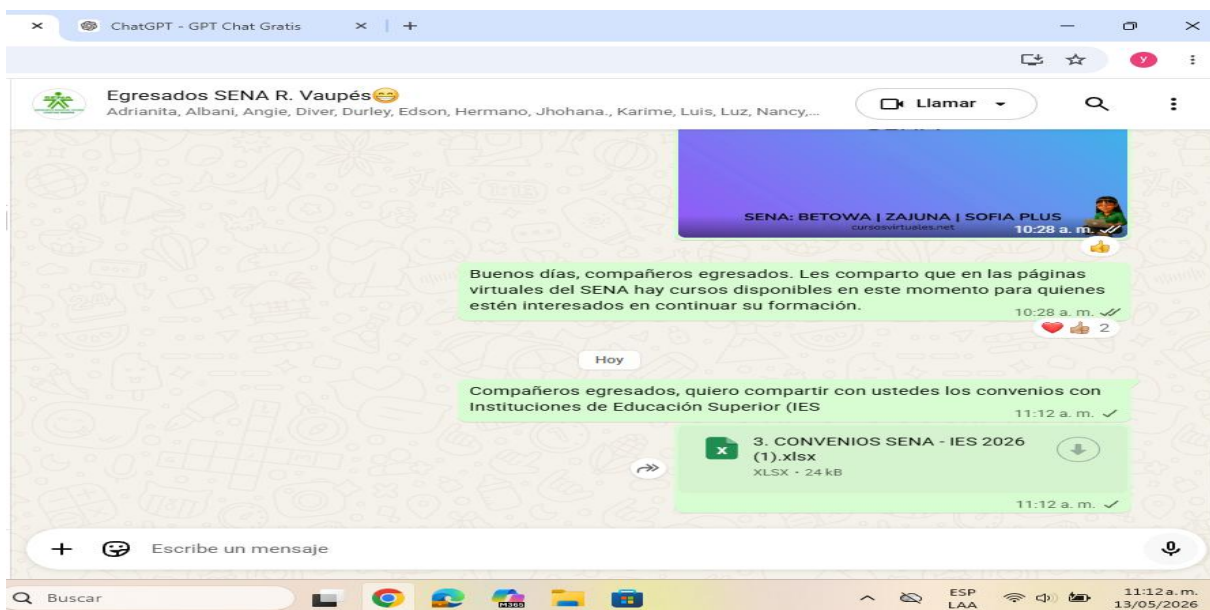 ChatGPT - GPT Chat Gratis
Y
Egresados SENA R. Vaupés😁
Adrianita, Albani, Angie, Diver, Durley, Edson, Hermano, Jhohana., Karime, Luis, Luz, Nancy,...
Llamar
SENA: BETOWA | ZAJUNA | SOFIA PLUS
cursosvirtuales.net
10:28 a. m.
Buenos días, compañeros egresados. Les comparto que en las páginas
virtuales del SENA hay cursos disponibles en este momento para quienes
estén interesados en continuar su formación.
10:28 a. m.
2
Hoy
Compañeros egresados, quiero compartir con ustedes los convenios con
Instituciones de Educación Superior (IES
11:12 a. m.
X
3. CONVENIOS SENA - IES 2026
(1).xlsx
XLSX • 24 kB
11:12 a. m.
Escribe un mensaje
Buscar
M365
ESP
LAA
11:12 a. m.
13/05/2026